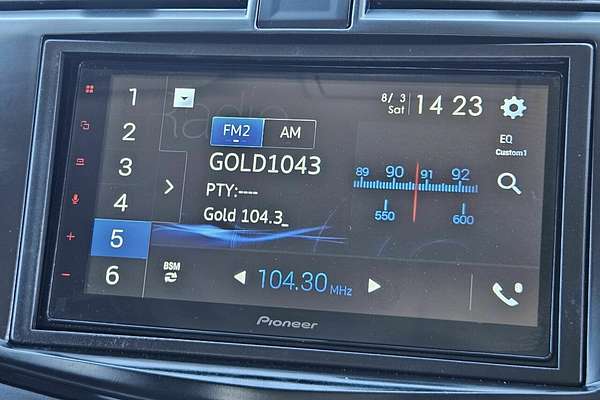 1
2
3
4
5
6
Radio
8/ 3
Sat
14 23
FM2
AM
GOLD1043
PTY:----
Gold 104.3_
89 90 91 92
550 600
EQ
Custom1
BSM
104.30 MHz
Pioneer